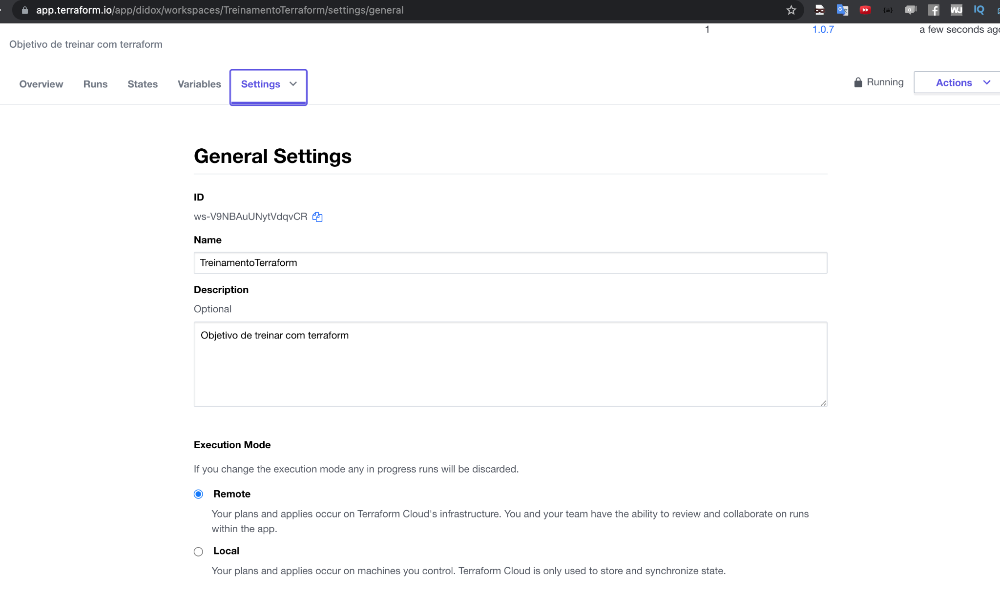 app.terraform.io/app/didox/workspaces/TreinamentoTerraform/settings/general
1 1.0.7 a few seconds ago
Objetivo de treinar com terraform
Overview Runs States Variables Settings Running Actions
General Settings
ID
ws-V9NBAuUNytVdqvCR
Name
TreinamentoTerraform
Description
Optional
Objetivo de treinar com terraform
Execution Mode
If you change the execution mode any in progress runs will be discarded.
Remote
Your plans and applies occur on Terraform Cloud's infrastructure. You and your team have the ability to review and collaborate on runs
within the app.
Local
Your plans and applies occur on machines you control. Terraform Cloud is only used to store and synchronize state.